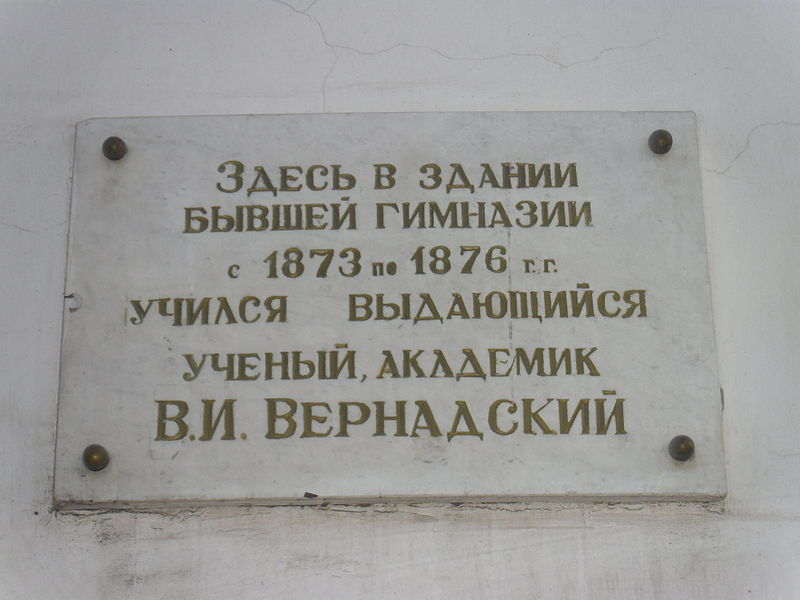 Здесь в здании
бывшей гимназии
с 1873 по 1876 г.г.
учился выдающийся
ученый, академик
В.И. Вернадский